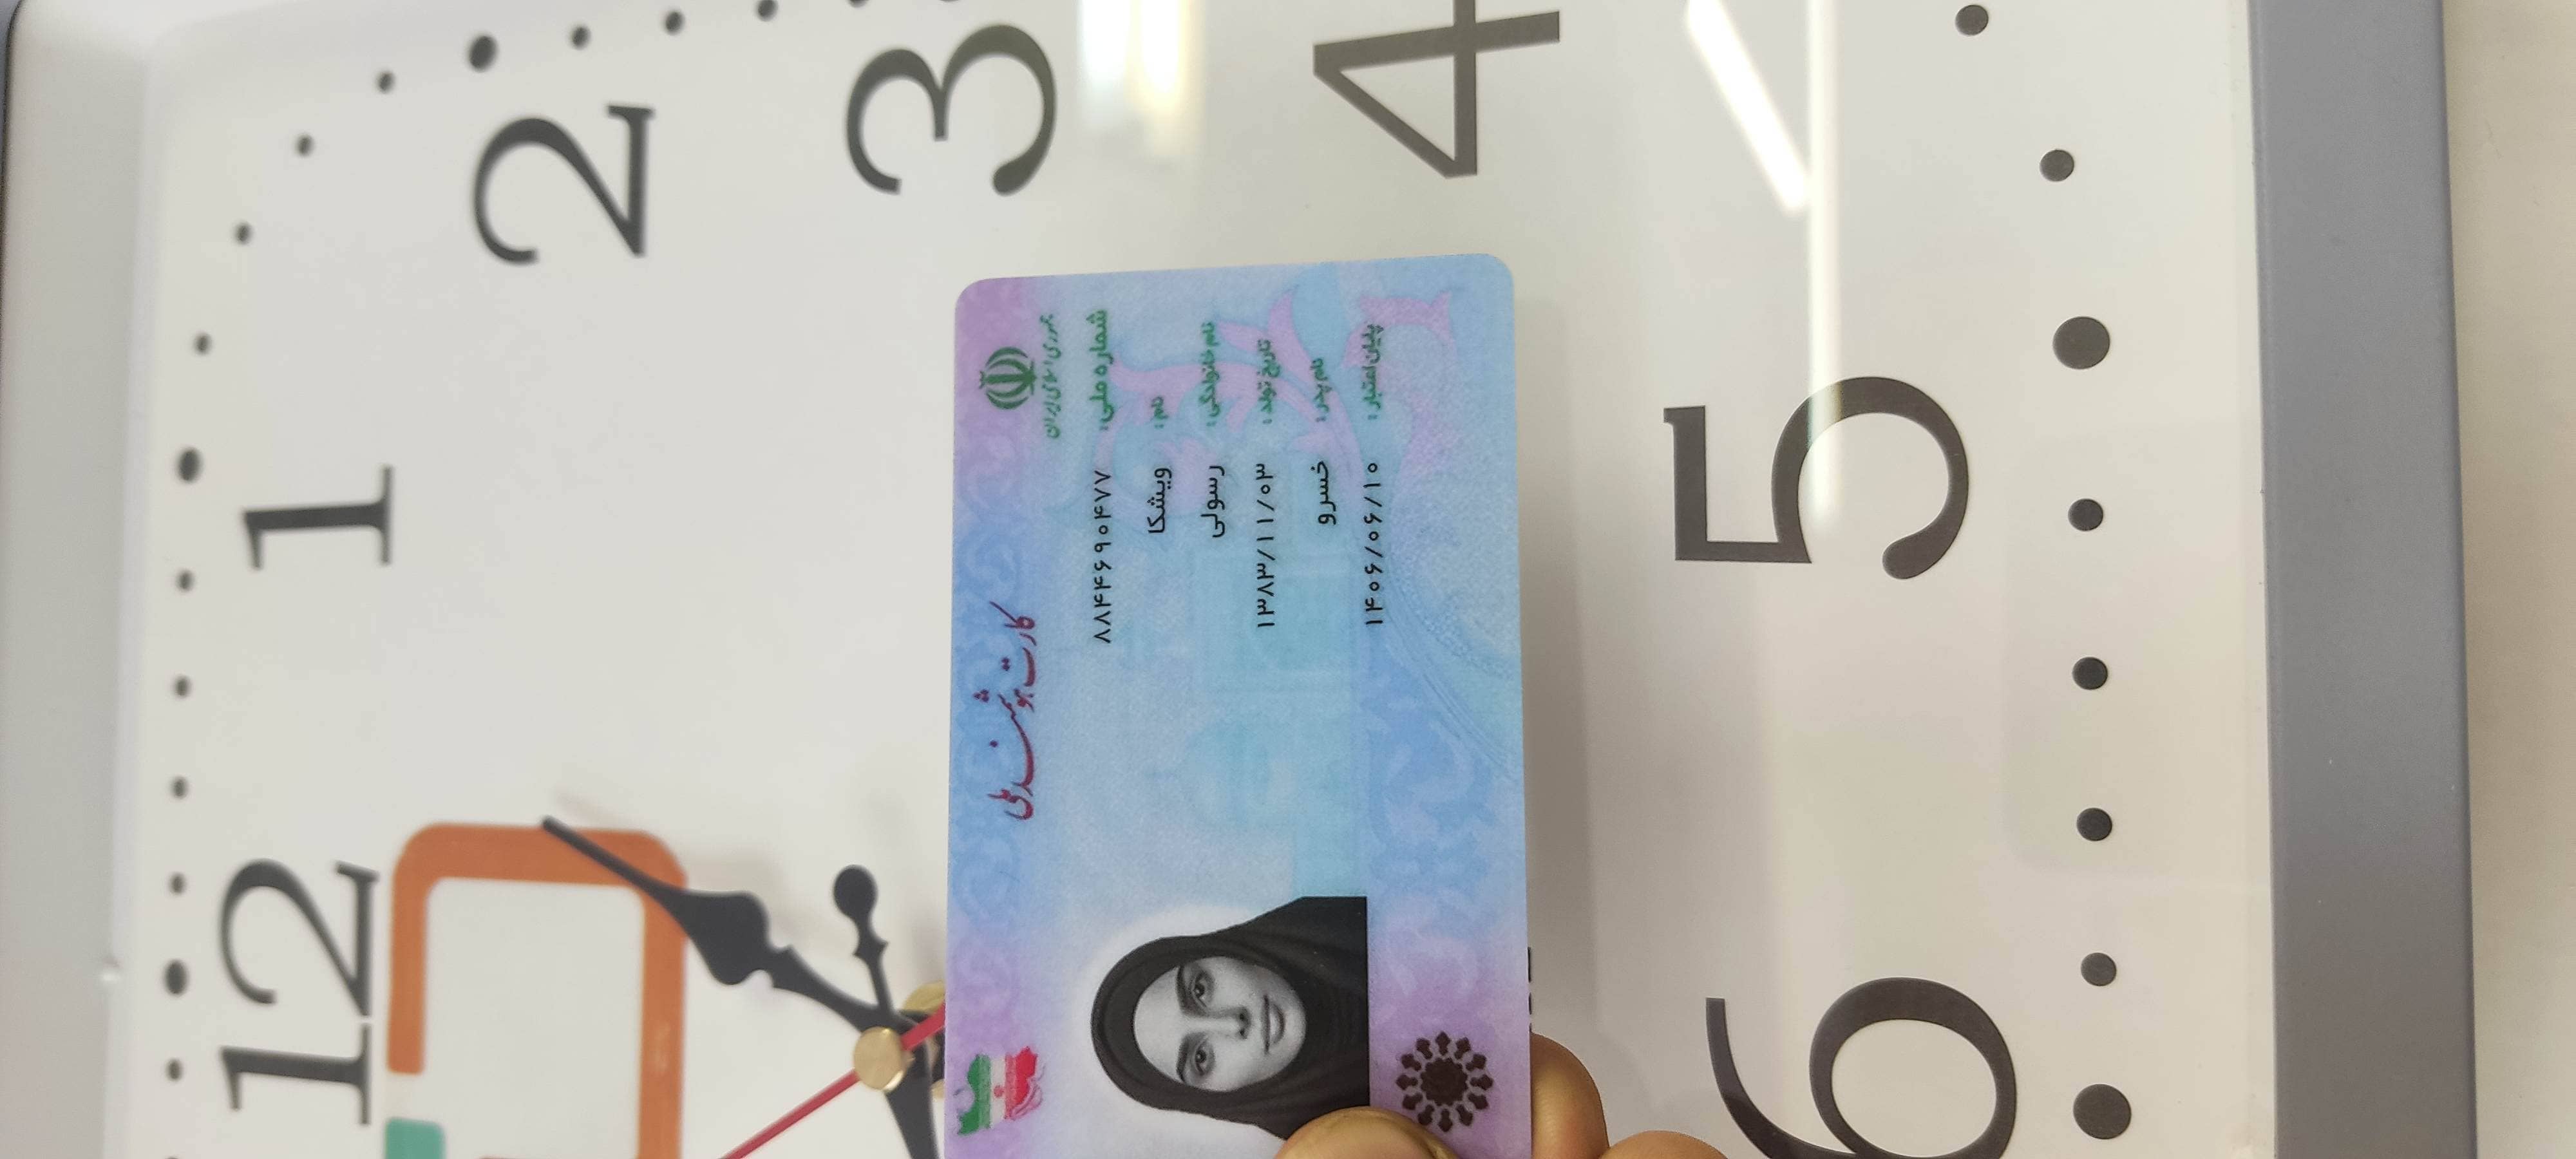 جمهوری اسلامی ایران
کارت هوشمند ملی
شماره ملی: ۸۸۴۴۶۹۰۴۷۷
نام: ویشکا
نام خانوادگی: رسولی
تاریخ تولد: ۱۳۸۳/۱۱/۰۳
نام پدر: خسرو
پایان اعتبار: ۱۴۰۶/۰۶/۱۰
12
1
2
3
4
5
6